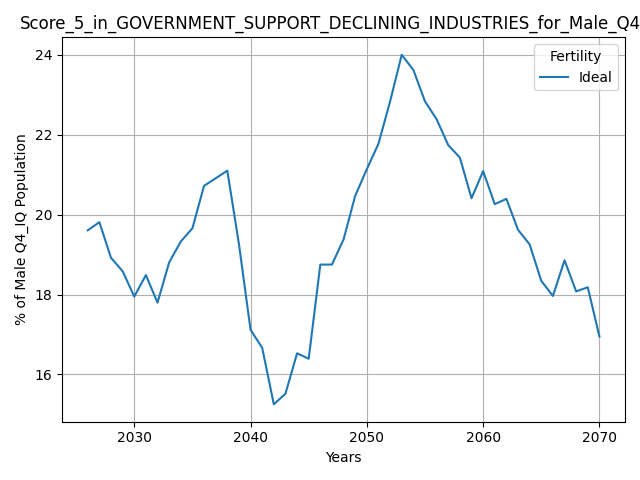 Score_5_in_GOVERNMENT_SUPPORT_DECLINING_INDUSTRIES_for_Male_Q4
Fertility
Ideal
% of Male Q4_IQ Population
24
22
20
18
16
2030 2040 2050 2060 2070
Years